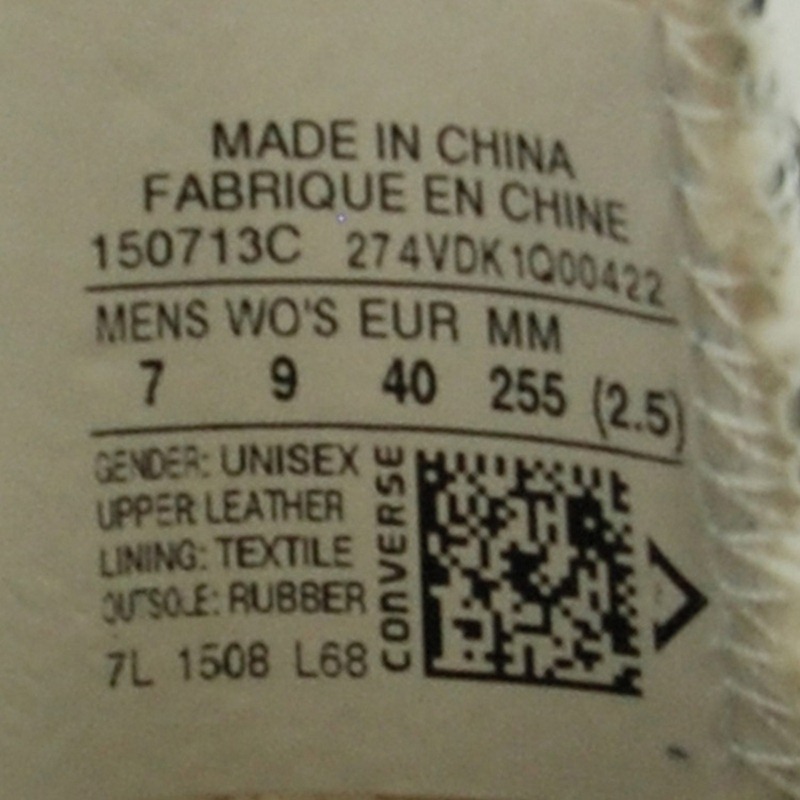 MADE IN CHINA
FABRIQUE EN CHINE
150713C 274VDK1Q00422
MENS WO'S EUR MM
7 9 40 255 (2.5)
GENDER: UNISEX
UPPER LEATHER
LINING: TEXTILE
OUTSOLE: RUBBER
7L 1508 L68
CONVERSE